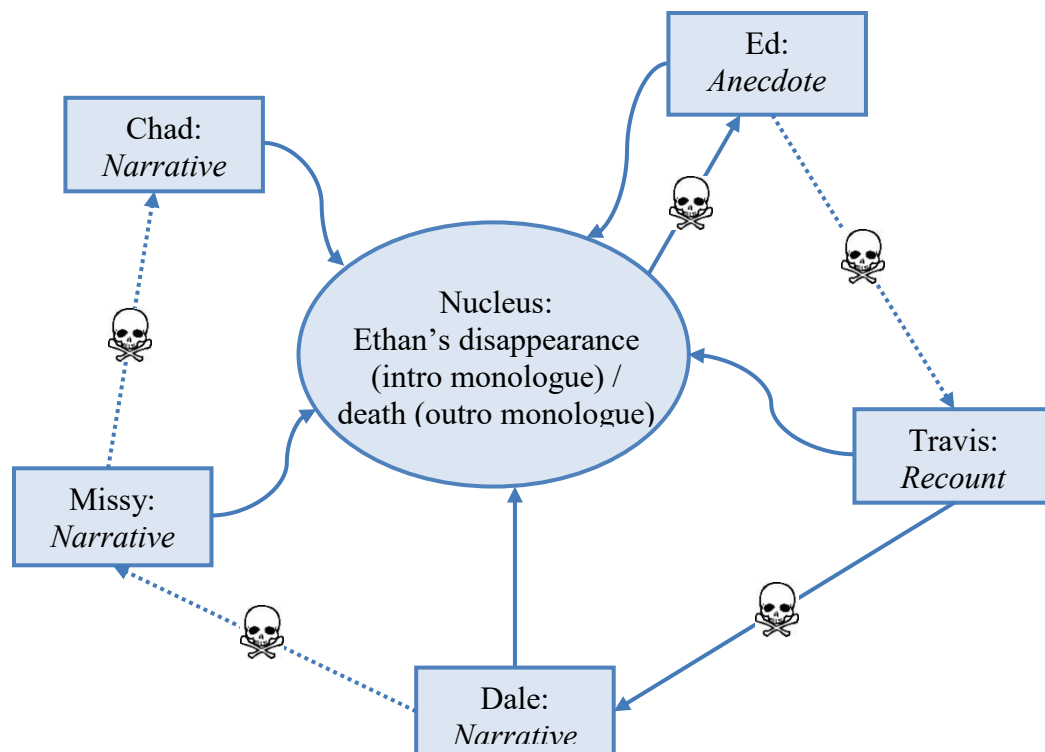 Ed:
Anecdote
Chad:
Narrative
Nucleus:
Ethan’s disappearance
(intro monologue) /
death (outro monologue)
Travis:
Recount
Missy:
Narrative
Dale:
Narrative